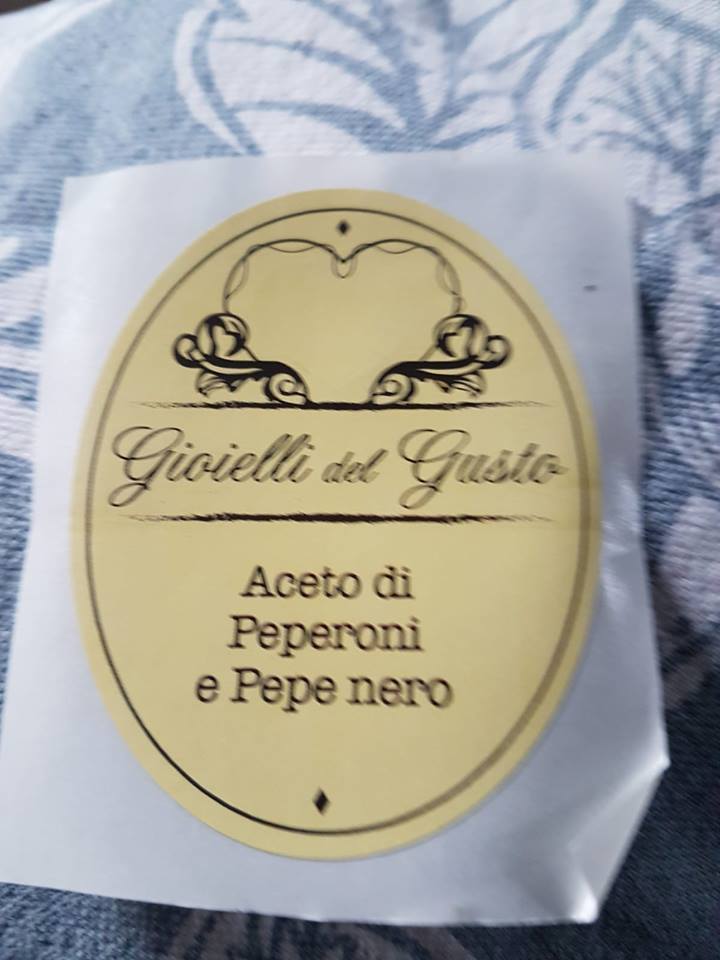 Gioielli del Gusto
Aceto di
Peperoni
e Pepe nero